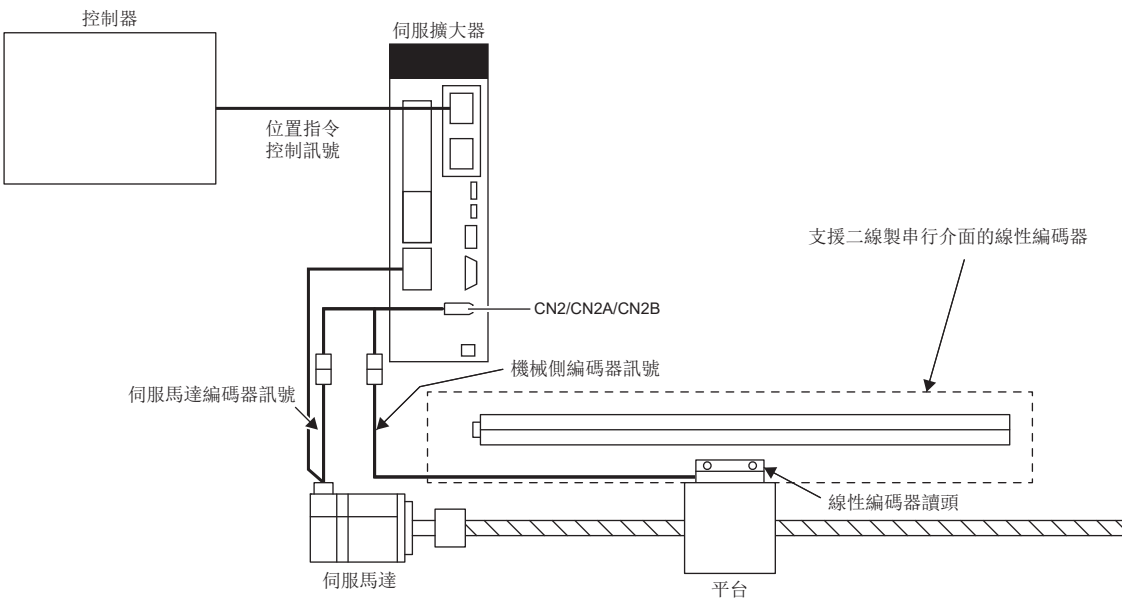 控制器
伺服擴大器
位置指令
控制訊號
支援二線製串行介面的線性編碼器
CN2/CN2A/CN2B
機械側編碼器訊號
伺服馬達編碼器訊號
線性編碼器讀頭
伺服馬達
平台